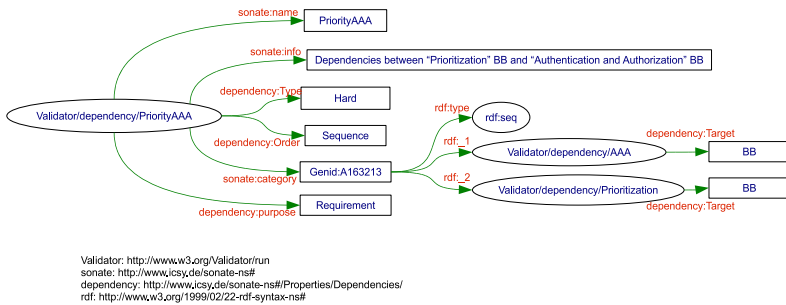 sonate:name
PriorityAAA
sonate:info
Dependencies between “Prioritization” BB and “Authentication and Authorization” BB
dependency:Type
Hard
Validator/dependency/PriorityAAA
dependency:Order
Sequence
sonate:category
Genid:A163213
dependency:purpose
Requirement
rdf:type
rdf:seq
rdf:_1
Validator/dependency/AAA
dependency:Target
BB
rdf:_2
Validator/dependency/Prioritization
dependency:Target
BB
Validator: http://www.w3.org/Validator/run
sonate: http://www.icsy.de/sonate-ns#
dependency: http://www.icsy.de/sonate-ns#/Properties/Dependencies/
rdf: http://www.w3.org/1999/02/22-rdf-syntax-ns#